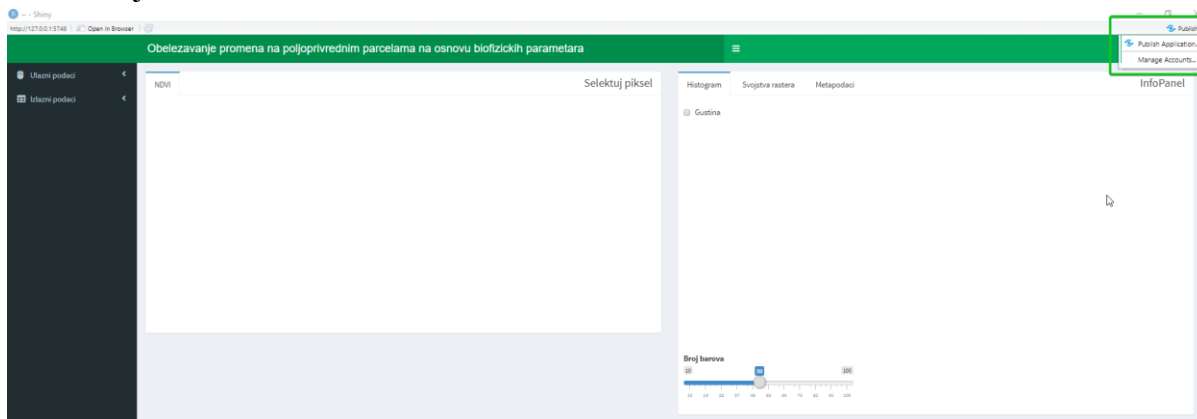 -- - Shiny
http://127.0.0.1:5748 Open in Browser
Publish
Obelezavanje promena na poljoprivrednim parcelama na osnovu biofizickih parametara
Publish Application...
Manage Accounts...
Ulazni podaci
Izlazni podaci
NDVI
Selektuj piksel
Histogram Svojstva rastera Metapodaci
InfoPanel
Gustina
Broj barova
10 50 100